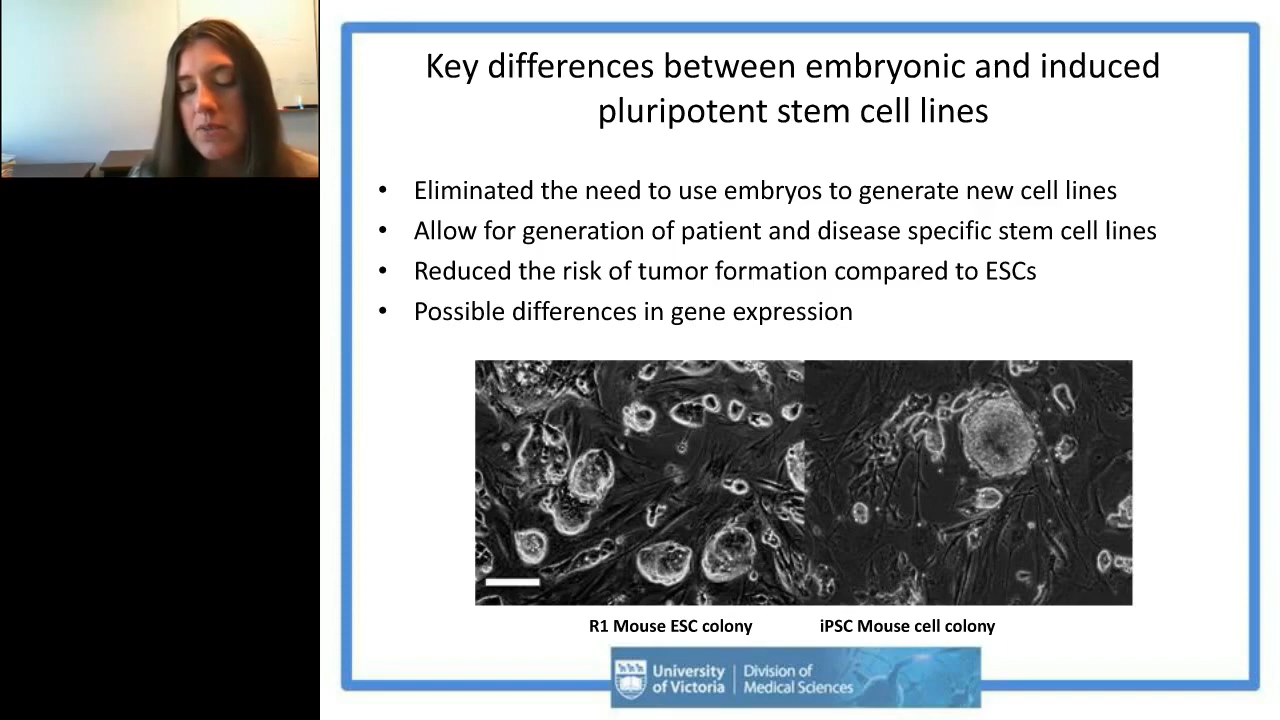 Key differences between embryonic and induced
pluripotent stem cell lines
• Eliminated the need to use embryos to generate new cell lines
• Allow for generation of patient and disease specific stem cell lines
• Reduced the risk of tumor formation compared to ESCs
• Possible differences in gene expression
R1 Mouse ESC colony
iPSC Mouse cell colony
University
of Victoria
Division of
Medical Sciences